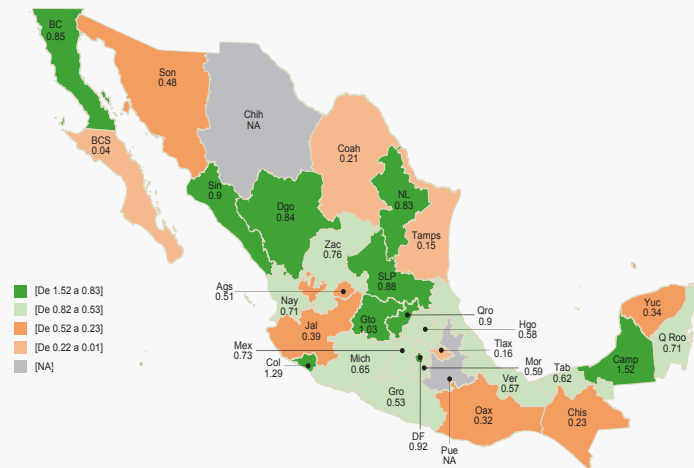 BC
0.85
Son
0.48
Chih
NA
BCS
0.04
Coah
0.21
Sin
0.9
Dgo
0.84
NL
0.83
Tamps
0.15
Zac
0.76
SLP
0.88
Ags
0.51
Nay
0.71
Jal
0.39
Gto
1.03
Qro
0.9
Hgo
0.58
Mex
0.73
Col
1.29
Mich
0.65
Tlax
0.16
Mor
0.59
Gro
0.53
DF
0.92
Pue
NA
Ver
0.57
Tab
0.62
Oax
0.32
Chis
0.23
Camp
1.52
Yuc
0.34
Q Roo
0.71
[De 1.52 a 0.83]
[De 0.82 a 0.53]
[De 0.52 a 0.23]
[De 0.22 a 0.01]
[NA]